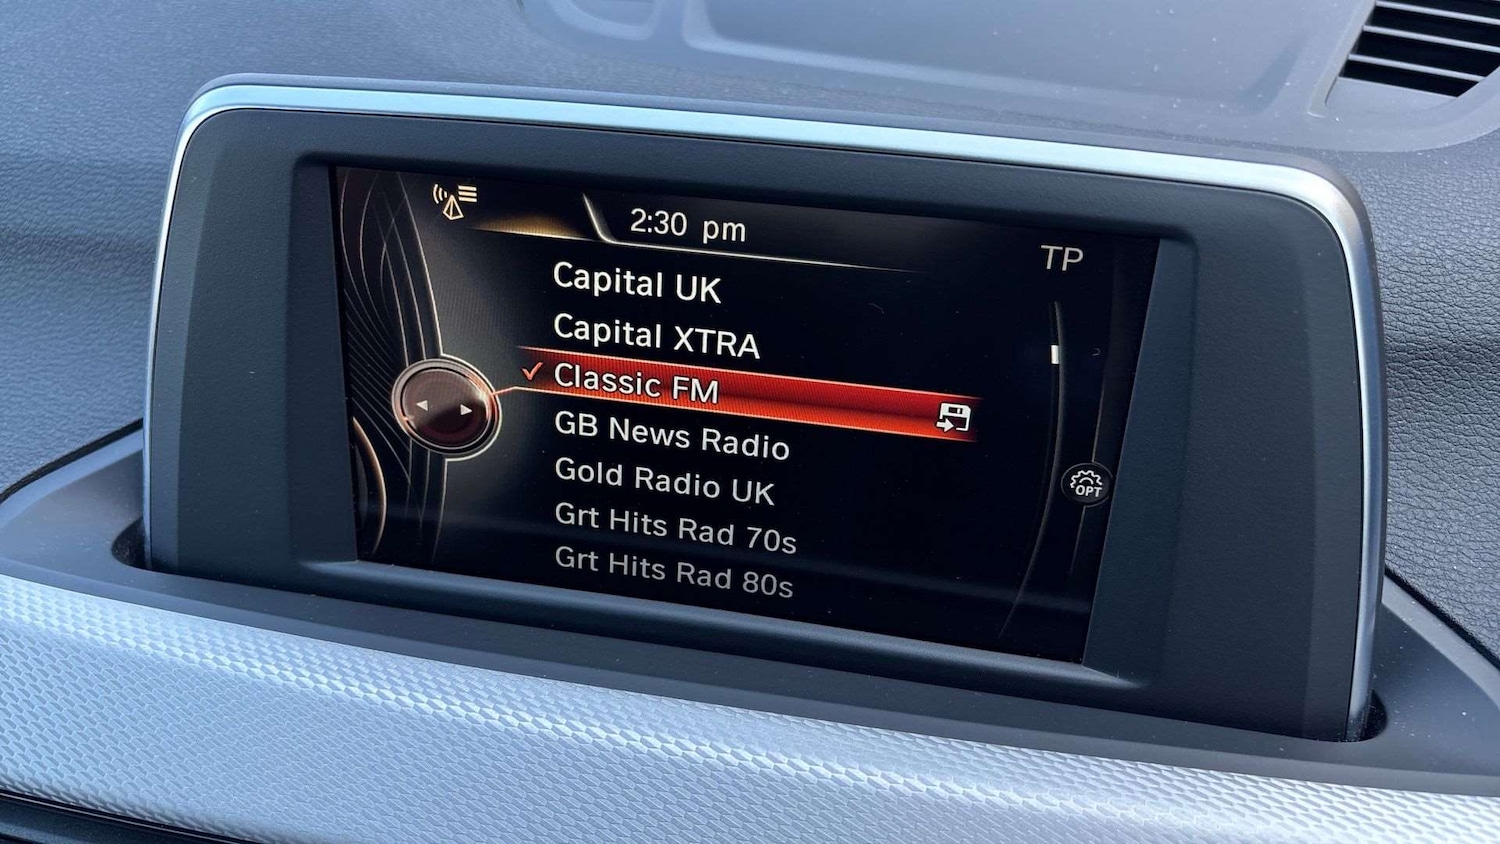 2:30 pm
TP
Capital UK
Capital XTRA
Classic FM
GB News Radio
Gold Radio UK
OPT
Grt Hits Rad 70s
Grt Hits Rad 80s